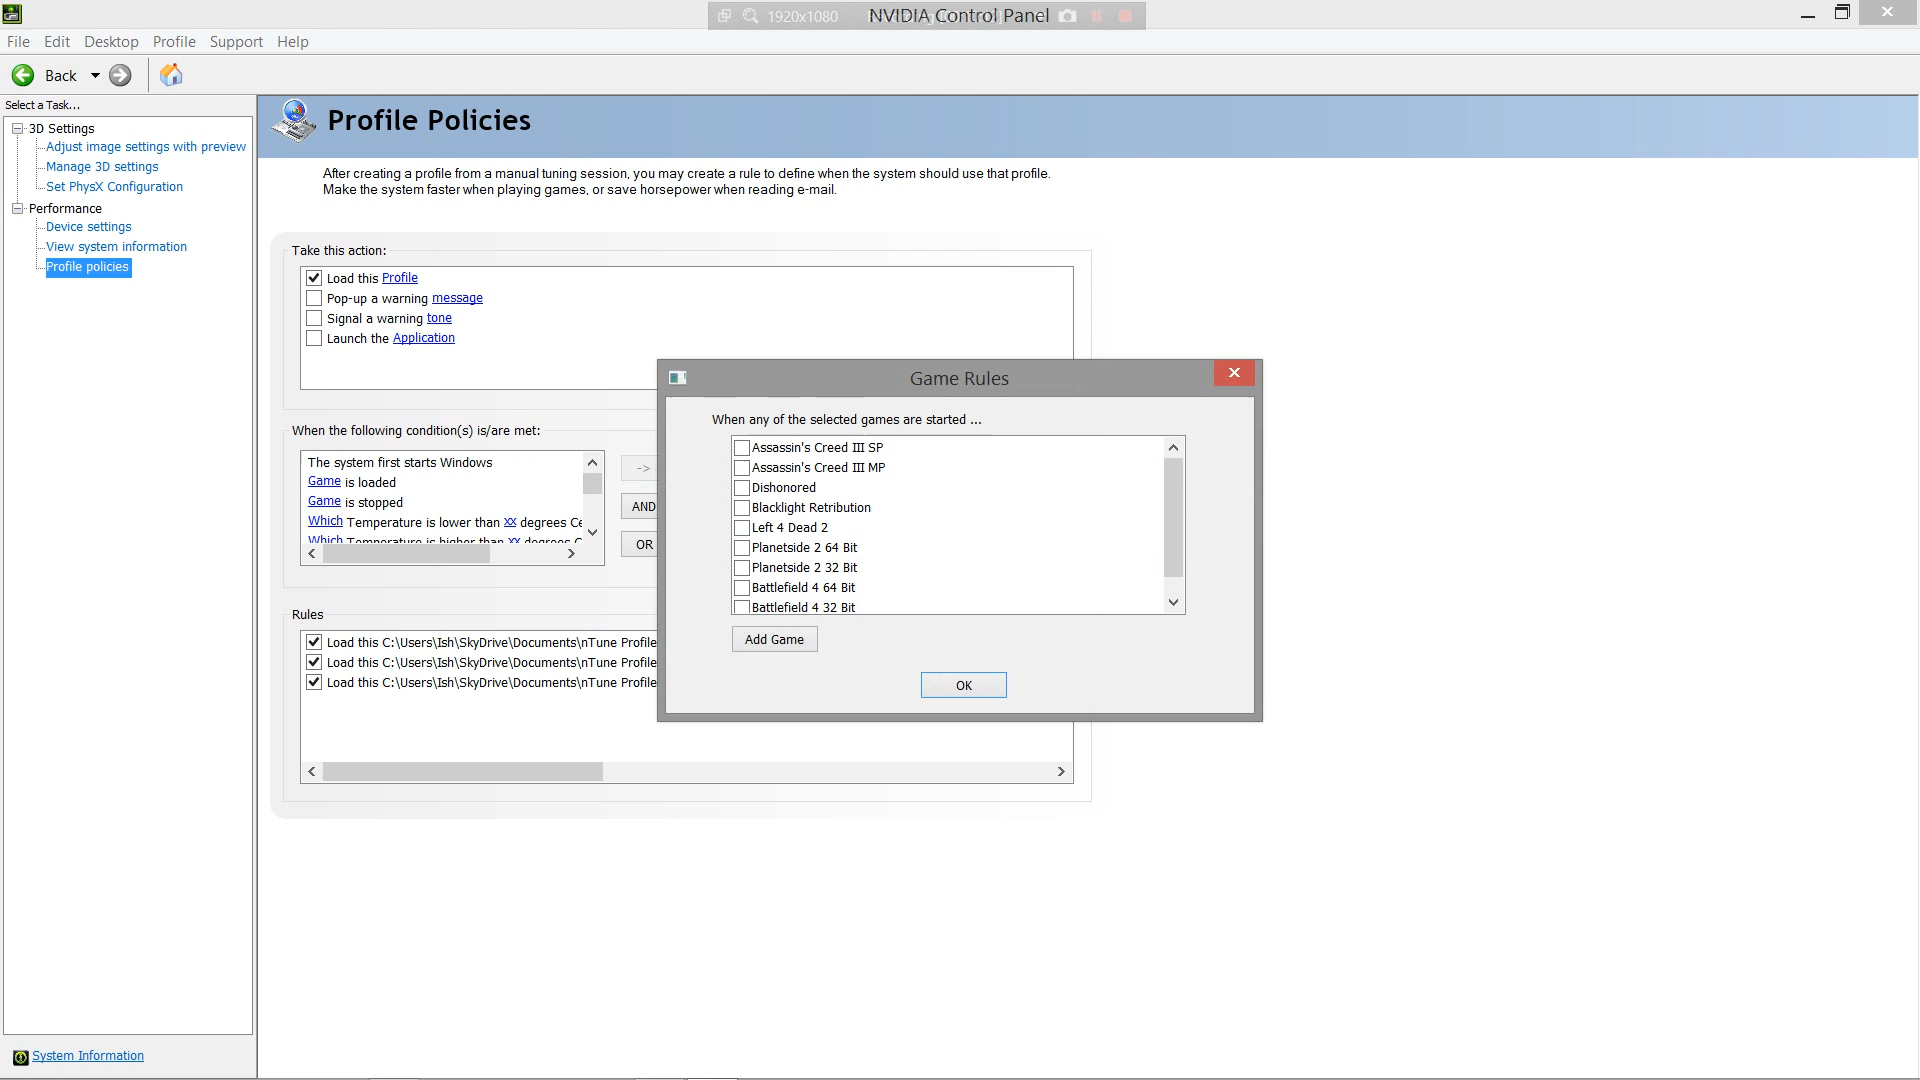 1920x1080 NVIDIA Control Panel
File Edit Desktop Profile Support Help
Back
Select a Task...
3D Settings
Adjust image settings with preview
Manage 3D settings
Set PhysX Configuration
Performance
Device settings
View system information
Profile policies
System Information
Profile Policies
After creating a profile from a manual tuning session, you may create a rule to define when the system should use that profile.
Make the system faster when playing games, or save horsepower when reading e-mail.
Take this action:
Load this Profile
Pop-up a warning message
Signal a warning tone
Launch the Application
When the following condition(s) is/are met:
The system first starts Windows
Game is loaded
Game is stopped
Which Temperature is lower than xx degrees Ce
Which Temperature is higher than xx degrees C
->
AND
OR
Rules
Load this C:\Users\Ish\SkyDrive\Documents\nTune Profile
Load this C:\Users\Ish\SkyDrive\Documents\nTune Profile
Load this C:\Users\Ish\SkyDrive\Documents\nTune Profile
Game Rules
When any of the selected games are started ...
Assassin's Creed III SP
Assassin's Creed III MP
Dishonored
Blacklight Retribution
Left 4 Dead 2
Planetside 2 64 Bit
Planetside 2 32 Bit
Battlefield 4 64 Bit
Battlefield 4 32 Bit
Add Game
OK